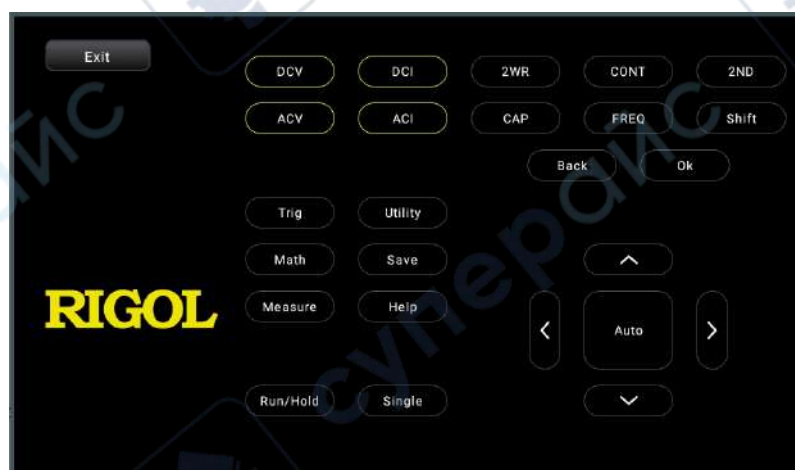 Exit
DCV DCI 2WR CONT 2ND
ACV ACI CAP FREQ Shift
Back Ok
Trig Utility
Math Save
RIGOL
Measure Help
Auto
Run/Hold Single
суперайс